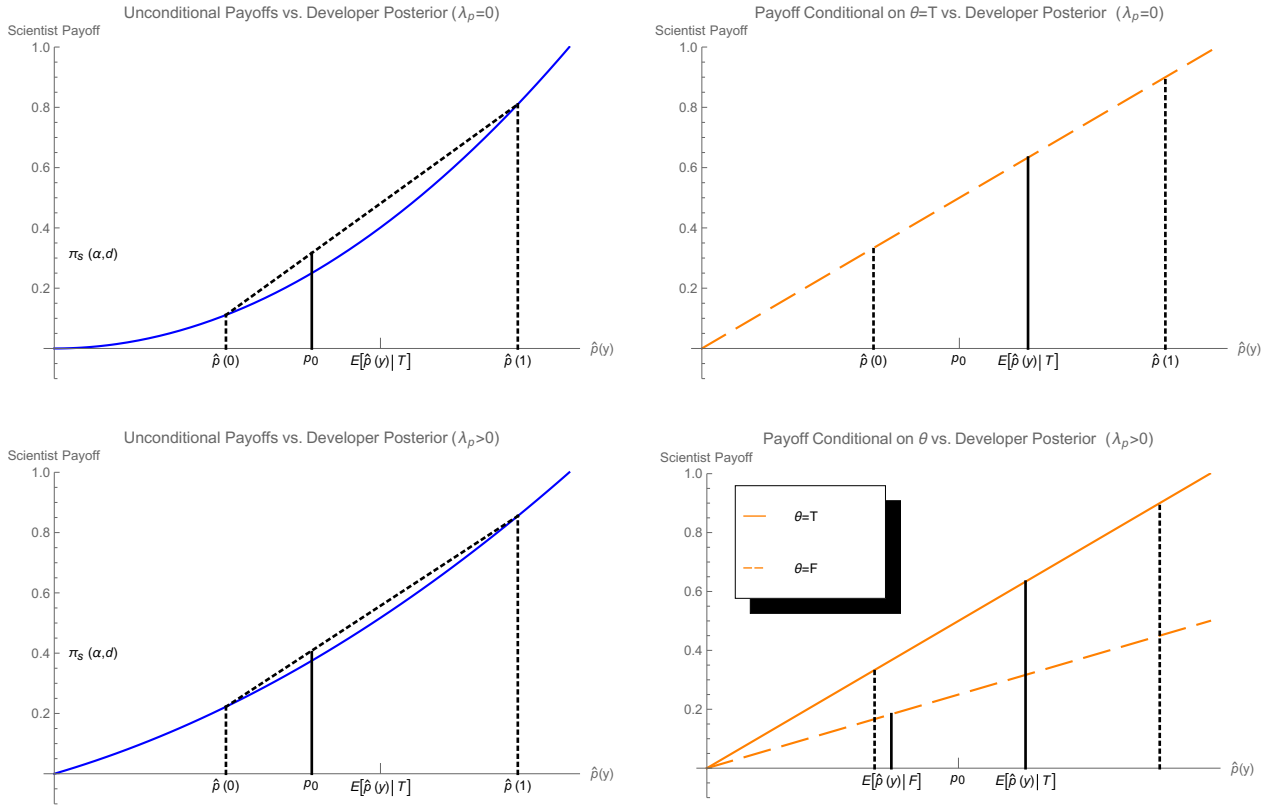 Unconditional Payoffs vs. Developer Posterior (λₚ=0)
Scientist Payoff
1.0
0.8
0.6
0.4
πₛ (α,d)
0.2
p̂ (0)
p₀
E[p̂ (y)| T]
p̂ (1)
p̂(y)
Payoff Conditional on θ=T vs. Developer Posterior (λₚ=0)
Scientist Payoff
1.0
0.8
0.6
0.4
0.2
p̂ (0)
p₀
E[p̂ (y)| T]
p̂ (1)
p̂(y)
Unconditional Payoffs vs. Developer Posterior (λₚ>0)
Scientist Payoff
1.0
0.8
0.6
0.4
πₛ (α,d)
0.2
p̂ (0)
p₀
E[p̂ (y)| T]
p̂ (1)
p̂(y)
Payoff Conditional on θ vs. Developer Posterior (λₚ>0)
Scientist Payoff
1.0
θ=T
0.8
θ=F
0.6
0.4
0.2
E[p̂ (y)| F]
p₀
E[p̂ (y)| T]
p̂(y)